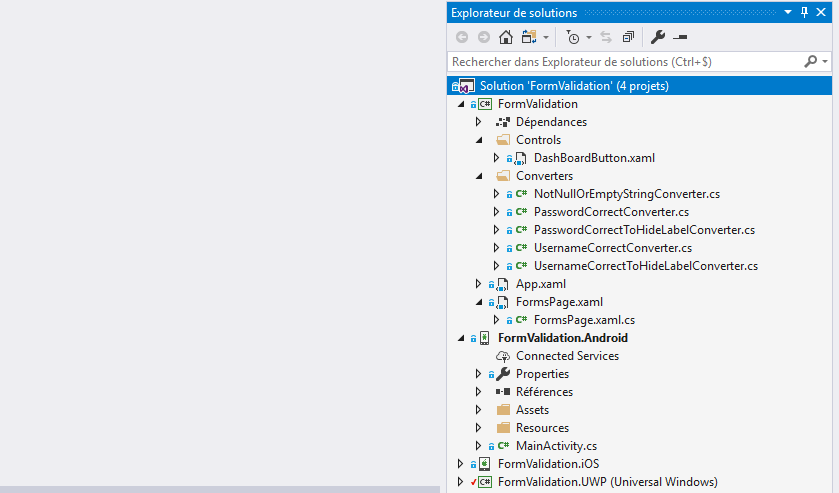 Explorateur de solutions
Rechercher dans Explorateur de solutions (Ctrl+$)
Solution 'FormValidation' (4 projets)
C# FormValidation
Dépendances
Controls
DashBoardButton.xaml
Converters
C# NotNullOrEmptyStringConverter.cs
C# PasswordCorrectConverter.cs
C# PasswordCorrectToHideLabelConverter.cs
C# UsernameCorrectConverter.cs
C# UsernameCorrectToHideLabelConverter.cs
App.xaml
FormsPage.xaml
C# FormsPage.xaml.cs
FormValidation.Android
Connected Services
Properties
Références
Assets
Resources
C# MainActivity.cs
FormValidation.iOS
C# FormValidation.UWP (Universal Windows)